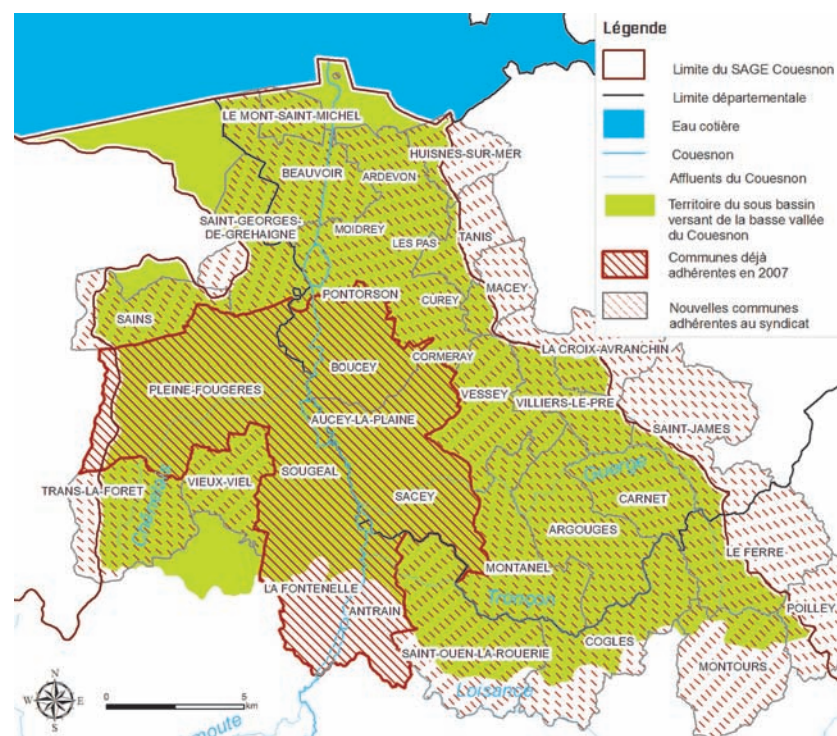 Légende
Limite du SAGE Couesnon
Limite départementale
Eau cotière
Couesnon
Affluents du Couesnon
Territoire du sous bassin
versant de la basse vallée
du Couesnon
Communes déjà
adhérentes en 2007
Nouvelles communes
adhérentes au syndicat
LE MONT-SAINT-MICHEL
HUISNES-SUR-MER
BEAUVOIR
ARDEVON
SAINT-GEORGES-
DE-GREHAIGNE
MOIDREY
LES PAS
TANIS
MACEY
PONTORSON
CUREY
SAINS
LA CROIX-AVRANCHIN
CORMERAY
BOUCEY
PLEINE-FOUGERES
VESSEY
VILLIERS-LE-PRE
AUCEY-LA-PLAINE
SAINT-JAMES
Guerge
SOUGEAL
VIEUX-VIEL
TRANS-LA-FORET
SACEY
CARNET
ARGOUGES
LE FERRE
MONTANEL
LA FONTENELLE
Tronçon
ANTRAIN
POILLEY
COGLES
SAINT-OUEN-LA-ROUERIE
MONTOURS
Loisance
N
W
E
S
0
5
km